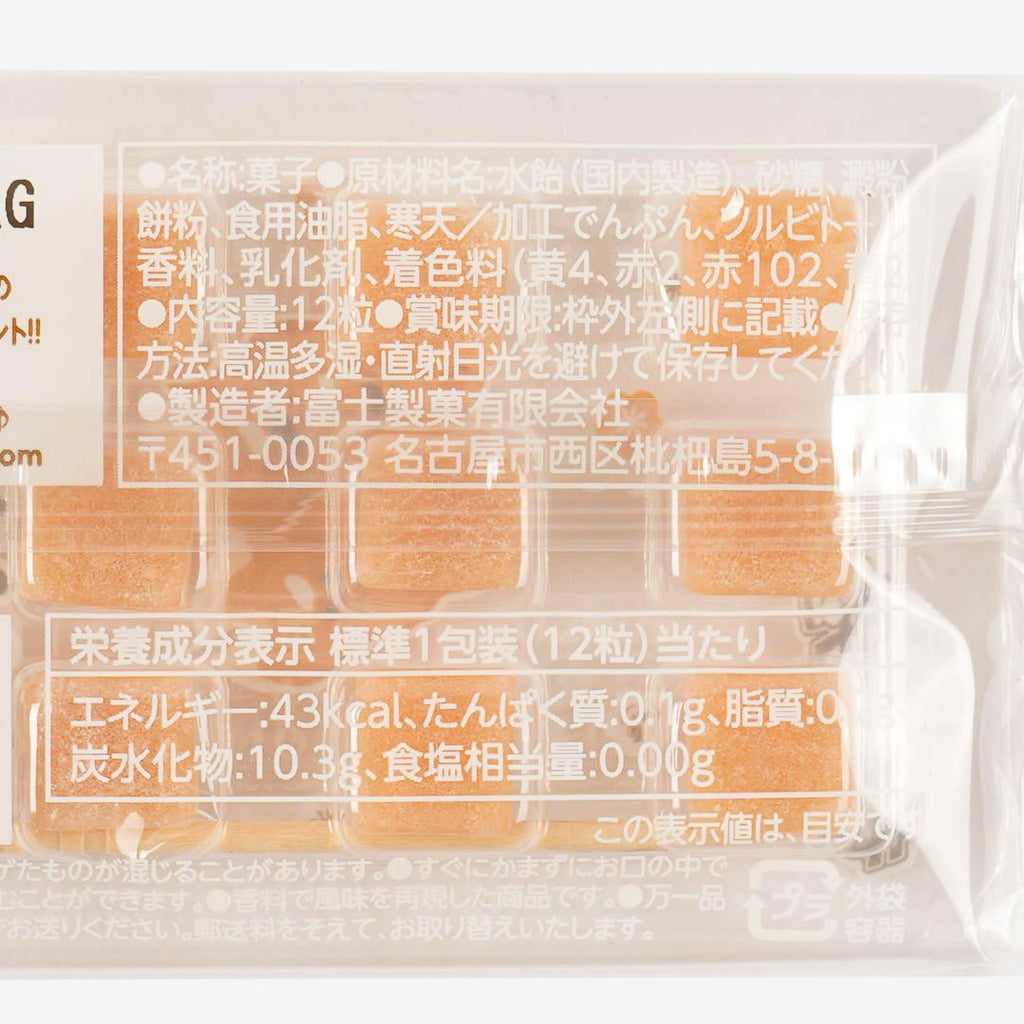 AG
の
ント!!
ゆ
om
●名称:菓子●原材料名:水飴(国内製造)、砂糖、澱粉
餅粉、食用油脂、寒天/加工でんぷん、ソルビトー
香料、乳化剤、着色料(黄4、赤2、赤102、
●内容量:12粒●賞味期限:枠外左側に記載●
方法:高温多湿・直射日光を避けて保存してくだ
●製造者:富士製菓有限会社
〒451-0053 名古屋市西区枇杷島5-8-
栄養成分表示 標準1包装(12粒)当たり
エネルギー:43kcal、たんぱく質:0.1g、脂質:0.
炭水化物:10.3g、食塩相当量:0.00g
この表示値は、目安です
げたものが混じることがあります。●すぐにかまずにお口の中で
むことができます。●香料で風味を再現した商品です。●万一品
がお送りください。郵送料をそえて、お取り替えいたします。
プラ
外袋
容器